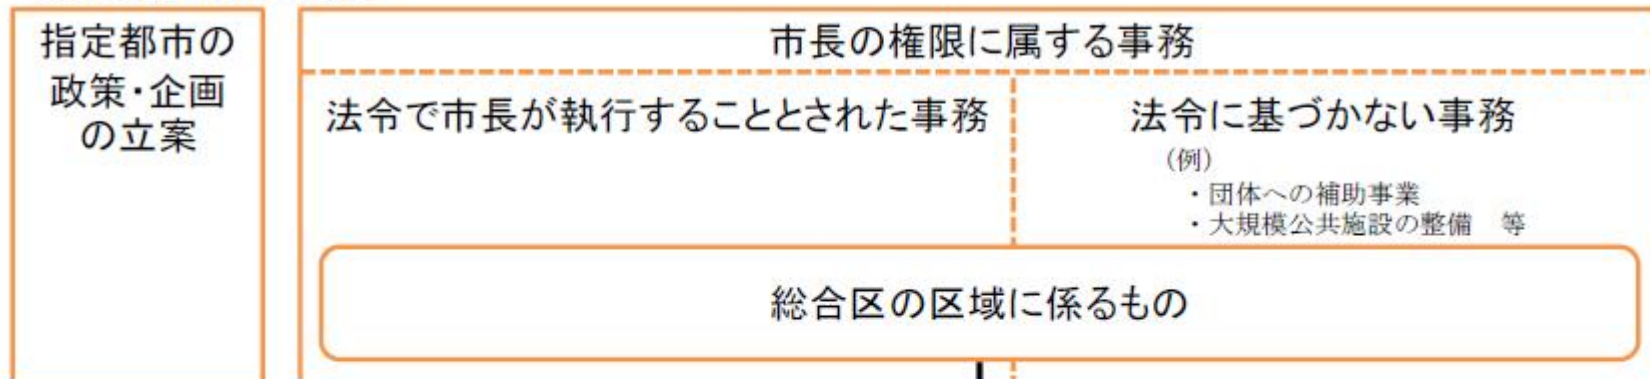 指定都市の
政策・企画
の立案
市長の権限に属する事務
法令で市長が執行することとされた事務
法令に基づかない事務
(例)
・団体への補助事業
・大規模公共施設の整備　等
総合区の区域に係るもの